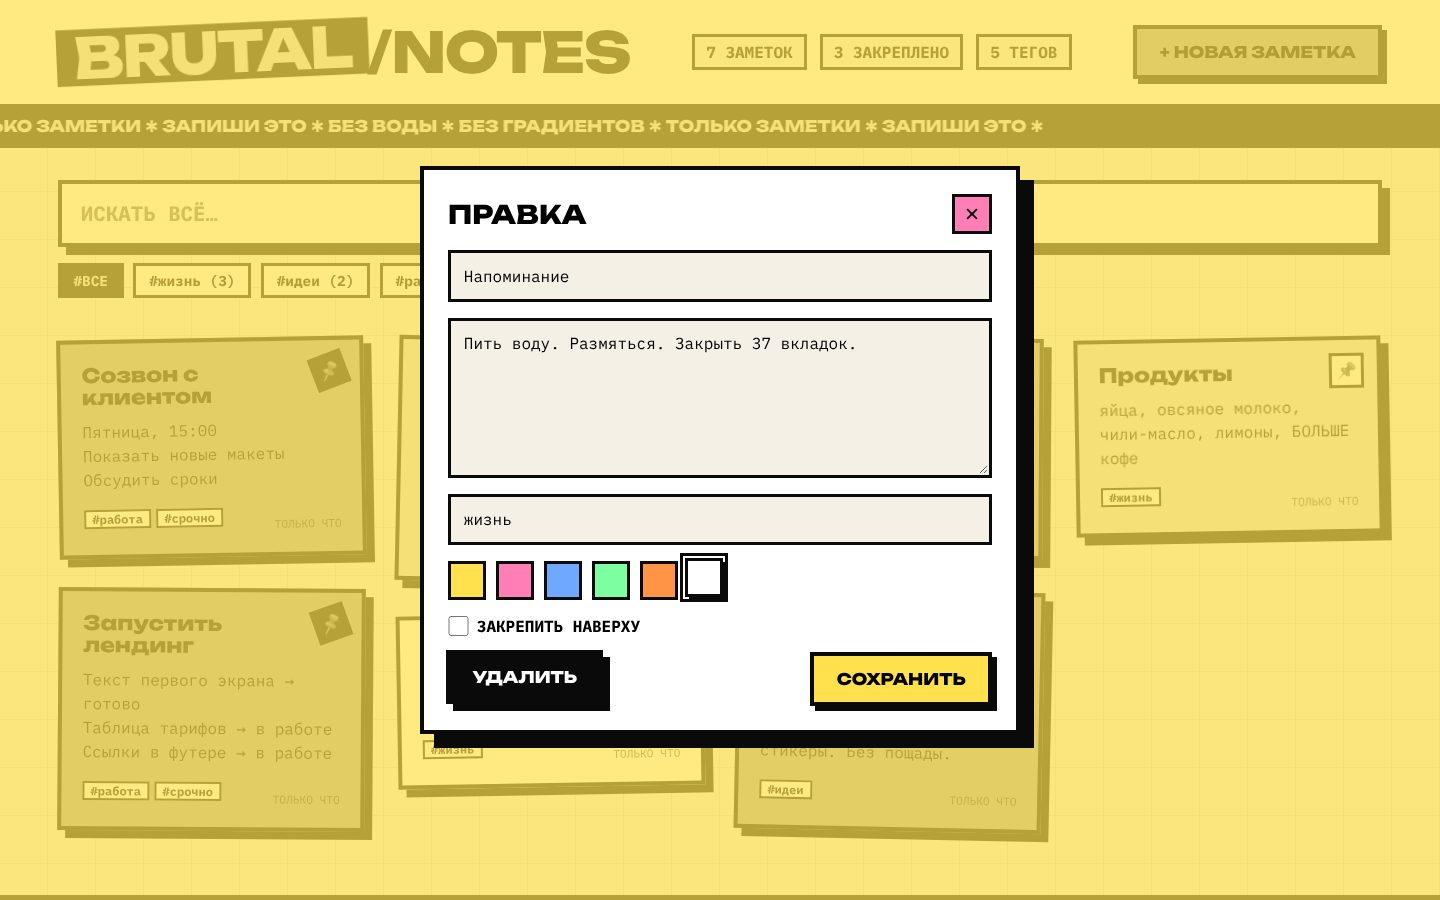 BRUTAL/NOTES
7 ЗАМЕТОК
3 ЗАКРЕПЛЕНО
5 ТЕГОВ
+ НОВАЯ ЗАМЕТКА
ЗАМЕТКИ ✱ ЗАПИШИ ЭТО ✱ БЕЗ ВОДЫ ✱ БЕЗ ГРАДИЕНТОВ ✱ ТОЛЬКО ЗАМЕТКИ ✱ ЗАПИШИ ЭТО ✱
ИСКАТЬ ВСЁ…
#ВСЕ
#жизнь (3)
#идеи (2)
ПРАВКА
✕
Напоминание
Пить воду. Размяться. Закрыть 37 вкладок.
жизнь
ЗАКРЕПИТЬ НАВЕРХУ
УДАЛИТЬ
СОХРАНИТЬ
Созвон с
клиентом
Пятница, 15:00
Показать новые макеты
Обсудить сроки
#работа
#срочно
ТОЛЬКО ЧТО
Продукты
яйца, овсяное молоко,
чили-масло, лимоны, БОЛЬШЕ
кофе
#жизнь
ТОЛЬКО ЧТО
Запустить
лендинг
Текст первого экрана →
готово
Таблица тарифов → в работе
Ссылки в футере → в работе
#работа
#срочно
ТОЛЬКО ЧТО
#жизнь
ТОЛЬКО ЧТО
стикеры. Без пощады.
#идеи
ТОЛЬКО ЧТО